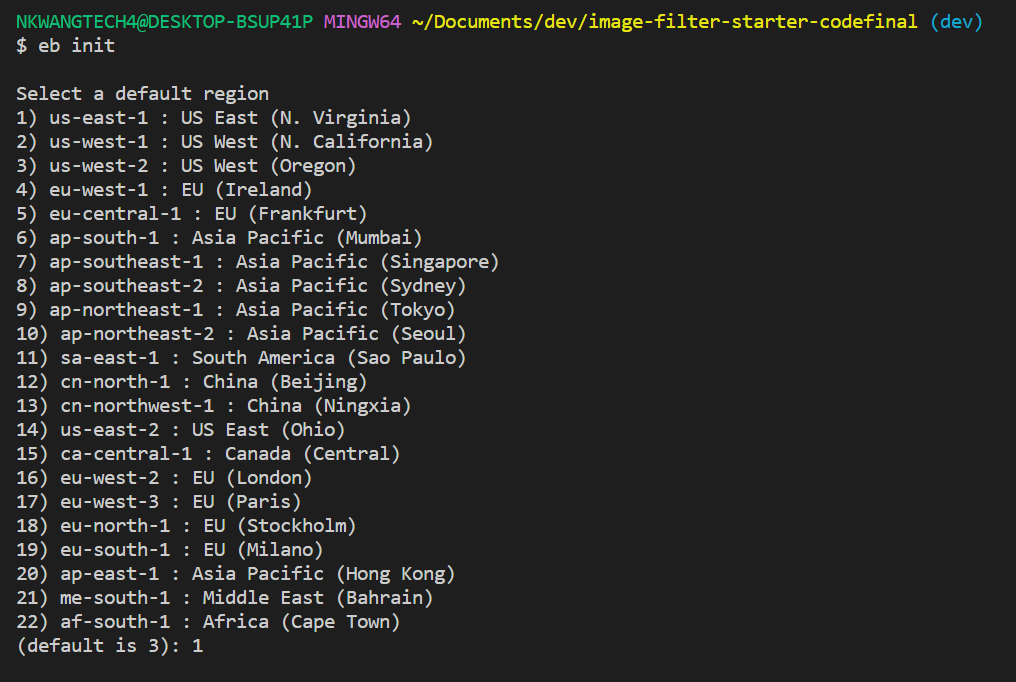 NKWANGTECH4@DESKTOP-BSUP41P MINGW64 ~/Documents/dev/image-filter-starter-codefinal (dev)
$ eb init
Select a default region
1) us-east-1 : US East (N. Virginia)
2) us-west-1 : US West (N. California)
3) us-west-2 : US West (Oregon)
4) eu-west-1 : EU (Ireland)
5) eu-central-1 : EU (Frankfurt)
6) ap-south-1 : Asia Pacific (Mumbai)
7) ap-southeast-1 : Asia Pacific (Singapore)
8) ap-southeast-2 : Asia Pacific (Sydney)
9) ap-northeast-1 : Asia Pacific (Tokyo)
10) ap-northeast-2 : Asia Pacific (Seoul)
11) sa-east-1 : South America (Sao Paulo)
12) cn-north-1 : China (Beijing)
13) cn-northwest-1 : China (Ningxia)
14) us-east-2 : US East (Ohio)
15) ca-central-1 : Canada (Central)
16) eu-west-2 : EU (London)
17) eu-west-3 : EU (Paris)
18) eu-north-1 : EU (Stockholm)
19) eu-south-1 : EU (Milano)
20) ap-east-1 : Asia Pacific (Hong Kong)
21) me-south-1 : Middle East (Bahrain)
22) af-south-1 : Africa (Cape Town)
(default is 3): 1